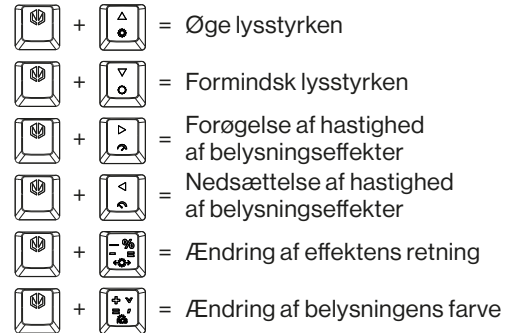 + = Øge lysstyrken
+ = Formindsk lysstyrken
+ = Forøgelse af hastighed
af belysningseffekter
+ = Nedsættelse af hastighed
af belysningseffekter
+ = Ændring af effektens retning
+ = Ændring af belysningens farve